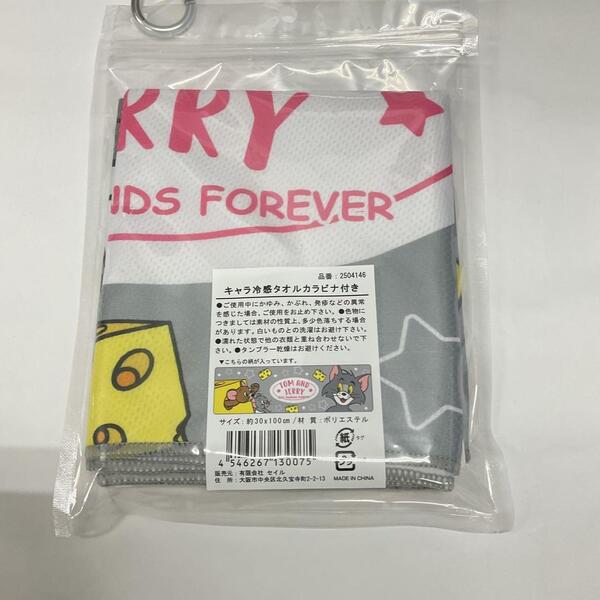 RRY
NDS FOREVER
品番：2504146
キャラ冷感タオルカラビナ付き
●ご使用中にかゆみ、かぶれ、発疹などの異常
を感じた場合、ご使用をお止め下さい。●色物に
つきましては素材の性質上、多少色落ちする場合
があります。白いものとの洗濯はお避け下さい。
●濡れた状態で他の衣類と重ね合わせないで下
さい。●タンブラー乾燥はお避けください。
▼こちらの柄が入っています。
TOM AND
JERRY
サイズ：約30x100cm/材 質：ポリエステル
紙 タグ
プラ
4 546267 130075
販売元：有限会社 セイル
住 所：大阪市中央区北久宝寺町2-2-13
MADE IN CHINA